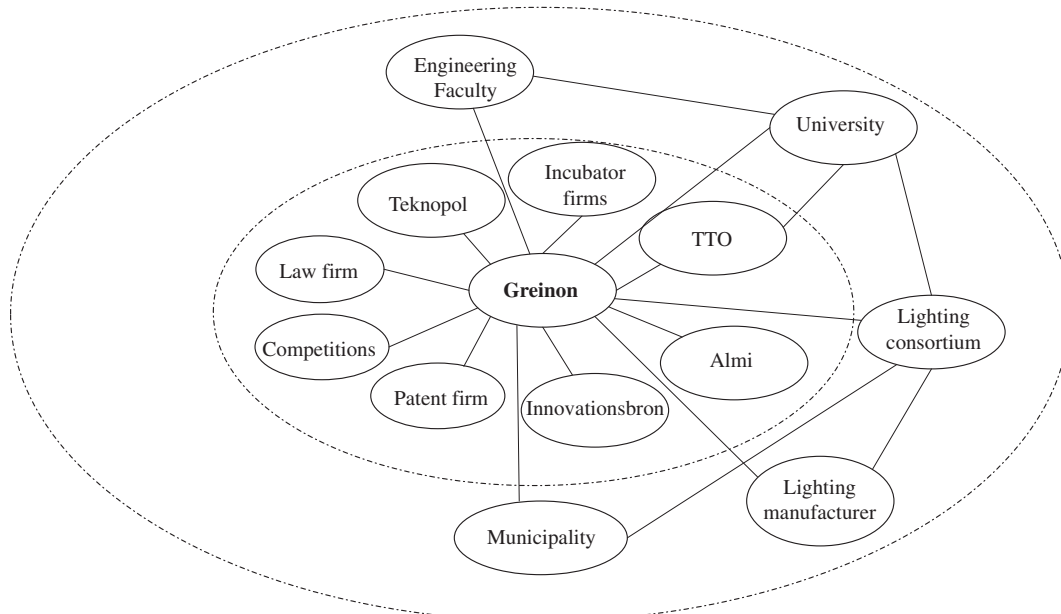 Engineering
Faculty
University
Incubator
firms
Teknopol
TTO
Law firm
Greinon
Lighting
consortium
Competitions
Almi
Patent firm
Innovationsbron
Lighting
manufacturer
Municipality